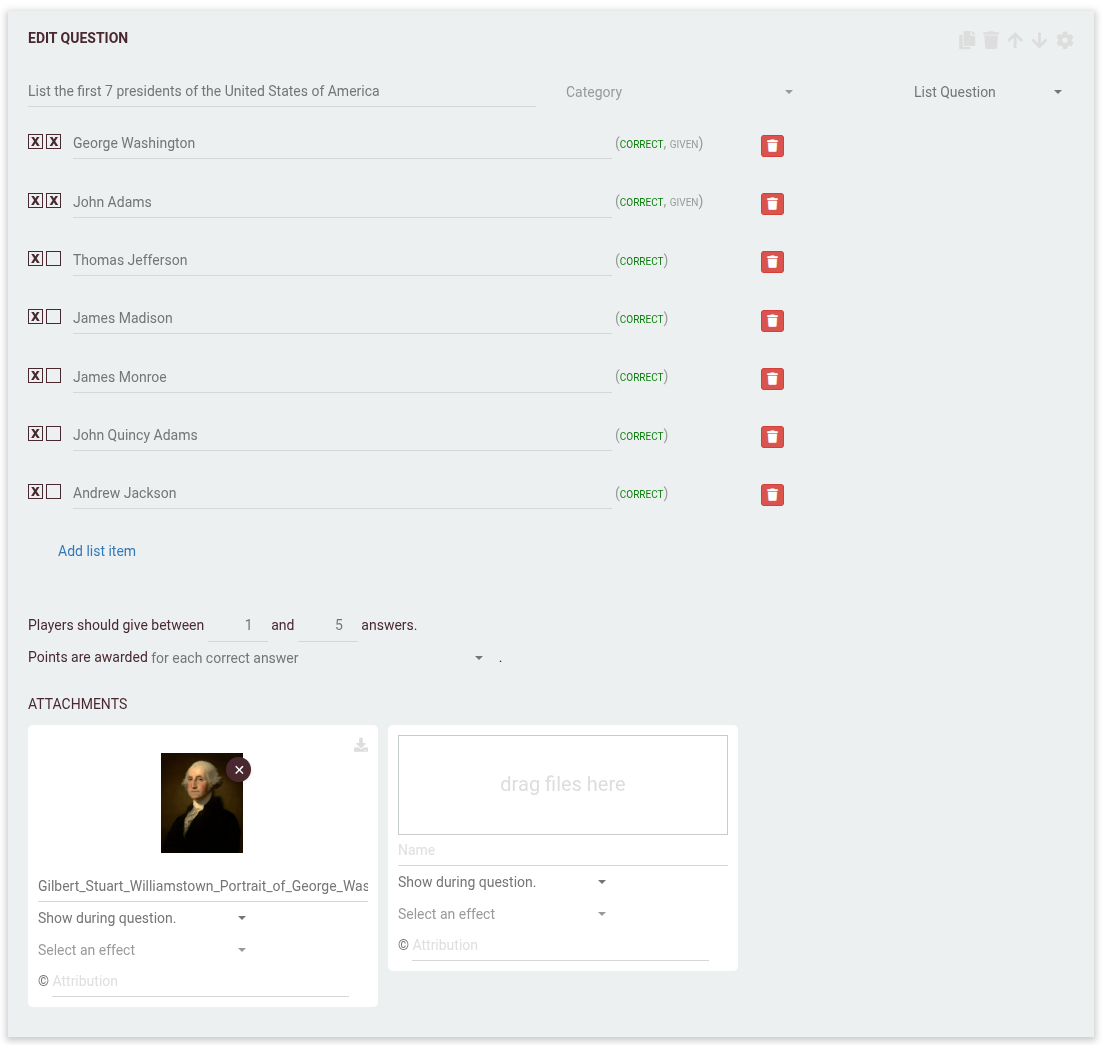 EDIT QUESTION
List the first 7 presidents of the United States of America Category List Question
X X George Washington (CORRECT, GIVEN)
X X John Adams (CORRECT, GIVEN)
X Thomas Jefferson (CORRECT)
X James Madison (CORRECT)
X James Monroe (CORRECT)
X John Quincy Adams (CORRECT)
X Andrew Jackson (CORRECT)
Add list item
Players should give between 1 and 5 answers.
Points are awarded for each correct answer .
ATTACHMENTS
Gilbert_Stuart_Williamstown_Portrait_of_George_Was
Show during question.
Select an effect
© Attribution
drag files here
Name
Show during question.
Select an effect
© Attribution